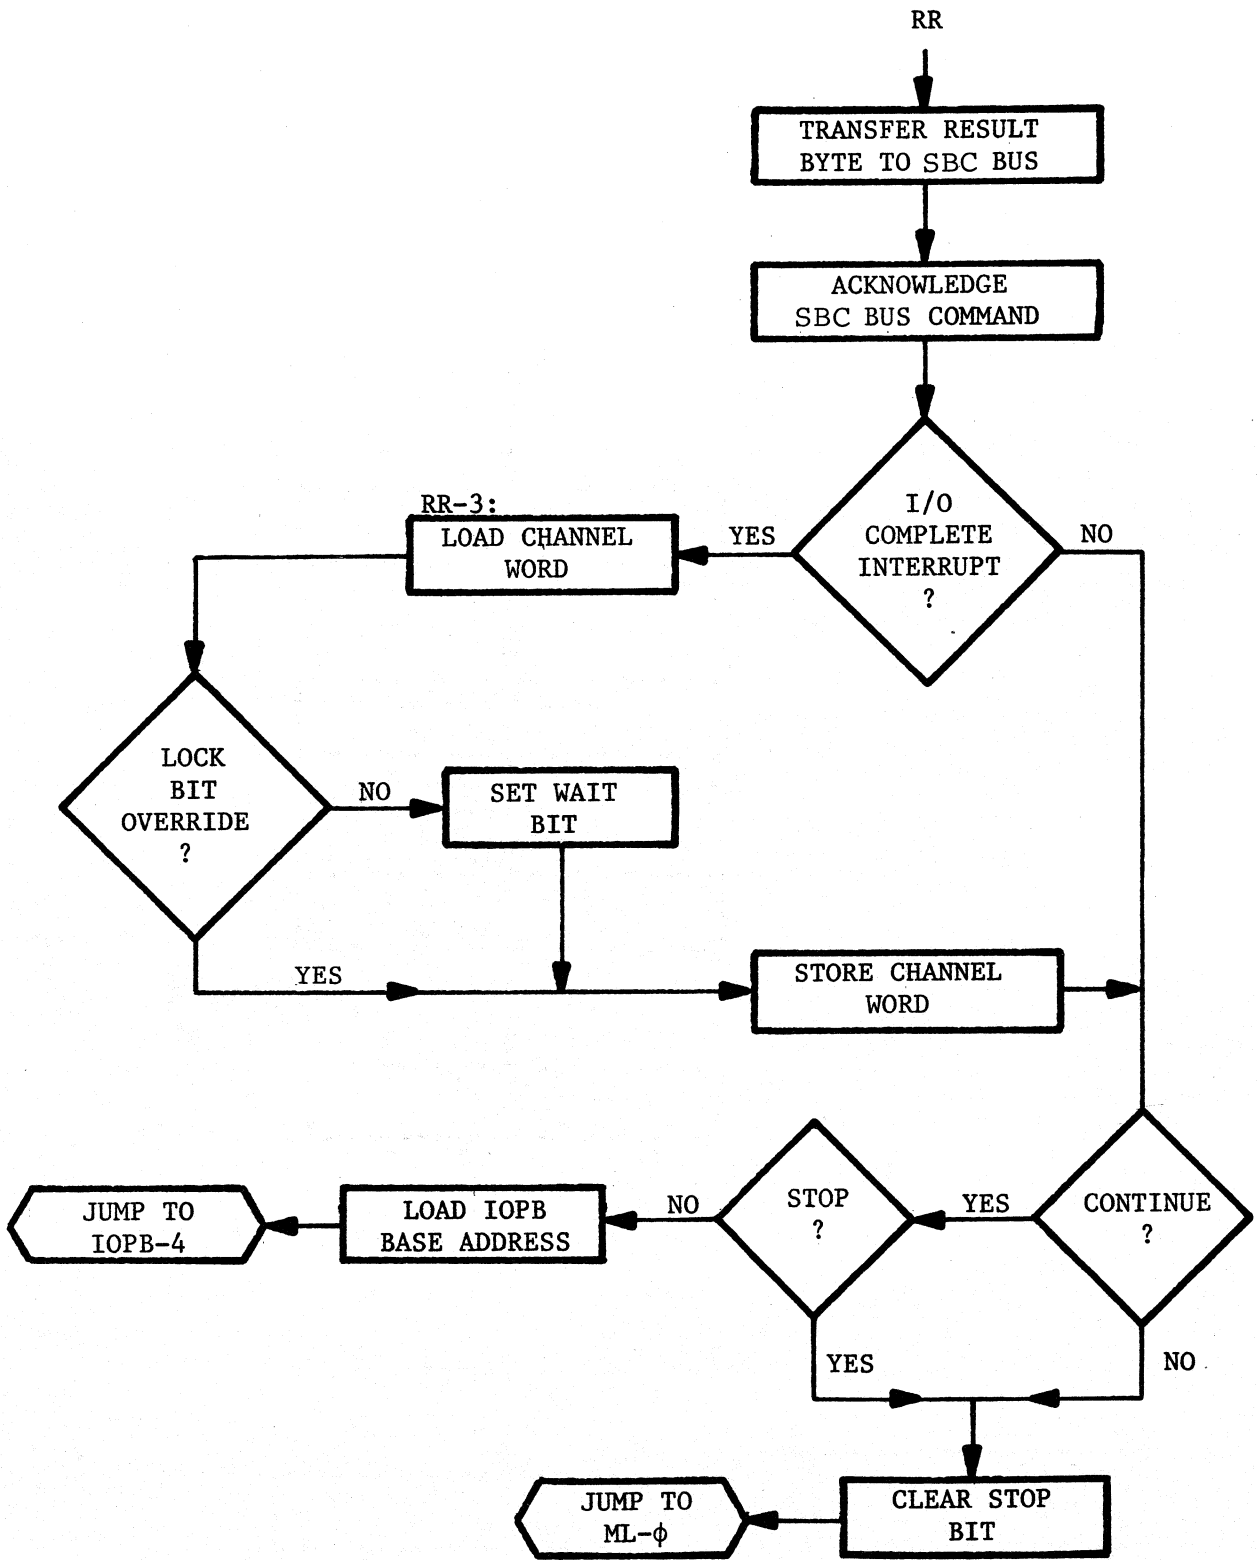 RR
TRANSFER RESULT
BYTE TO SBC BUS
ACKNOWLEDGE
SBC BUS COMMAND
I/O
COMPLETE
INTERRUPT
?
YES
NO
RR-3:
LOAD CHANNEL
WORD
LOCK
BIT
OVERRIDE
?
NO
SET WAIT
BIT
YES
STORE CHANNEL
WORD
CONTINUE
?
YES
NO
STOP
?
NO
YES
LOAD IOPB
BASE ADDRESS
JUMP TO
IOPB-4
CLEAR STOP
BIT
JUMP TO
ML-ϕ